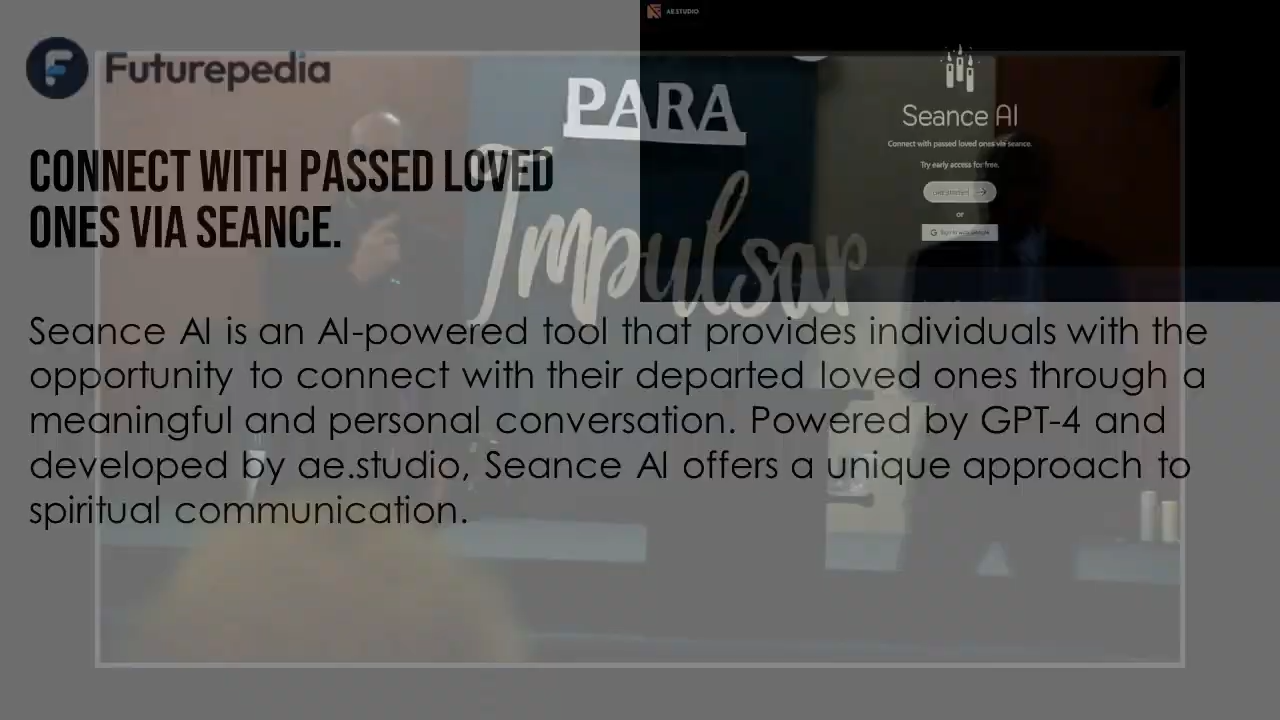 Futurepedia
CONNECT WITH PASSED LOVED
ONES VIA SEANCE.
AE.STUDIO
Seance AI
Connect with passed loved ones via seance.
Try early access for free.
or
PARA
Impulsar
Seance AI is an AI-powered tool that provides individuals with the
opportunity to connect with their departed loved ones through a
meaningful and personal conversation. Powered by GPT-4 and
developed by ae.studio, Seance AI offers a unique approach to
spiritual communication.